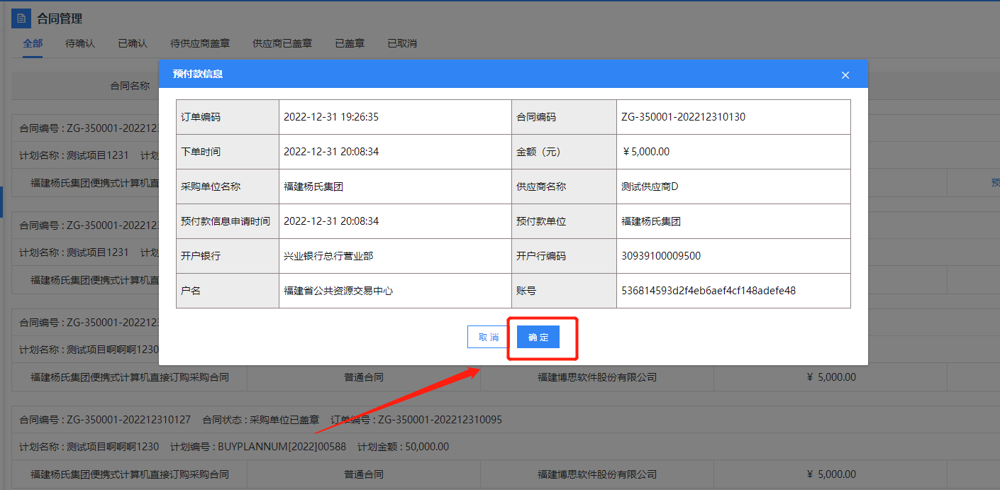 合同管理
全部 待确认 已确认 待供应商盖章 供应商已盖章 已盖章 已取消
预付款信息
合同名称
订单编码 2022-12-31 19:26:35 合同编码 ZG-350001-202212310130
合同编号 : ZG-350001-20221231
下单时间 2022-12-31 20:08:34 金额（元） ￥5,000.00
计划名称 : 测试项目1231 计划
采购单位名称 福建杨氏集团 供应商名称 测试供应商D
福建杨氏集团便携式计算机直 预
预付款信息申请时间 2022-12-31 20:08:34 预付款单位 福建杨氏集团
合同编号 : ZG-350001-20221231
计划名称 : 测试项目1231 计划
开户银行 兴业银行总行营业部 开户行编码 30939100009500
福建杨氏集团便携式计算机直
户名 福建省公共资源交易中心 账号 536814593d2f4eb6aef4cf148adefe48
合同编号 : ZG-350001-20221231
取 消 确 定
计划名称 : 测试项目啊啊啊1230
福建杨氏集团便携式计算机直接订购采购合同 普通合同 福建博思软件股份有限公司 ￥ 5,000.00
合同编号 : ZG-350001-202212310127 合同状态 : 采购单位已盖章 订单编号 : ZG-350001-202212310095
计划名称 : 测试项目啊啊啊1230 计划编号 : BUYPLANNUM[2022]00588 计划金额 : 50,000.00
福建杨氏集团便携式计算机直接订购采购合同 普通合同 福建博思软件股份有限公司 ￥ 5,000.00